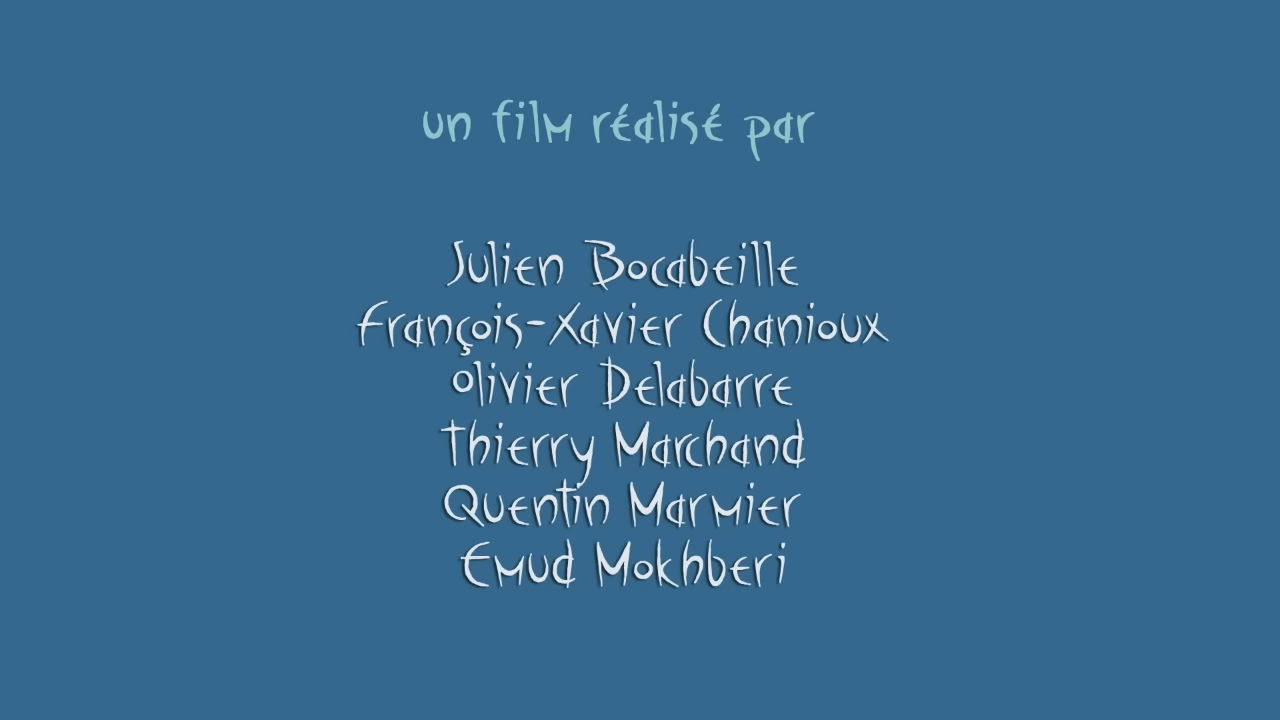 un film réalisé par
Julien Bocabeille
François-Xavier Chanioux
Olivier Delabarre
Thierry Marchand
Quentin Marmier
Emud Mokhberi